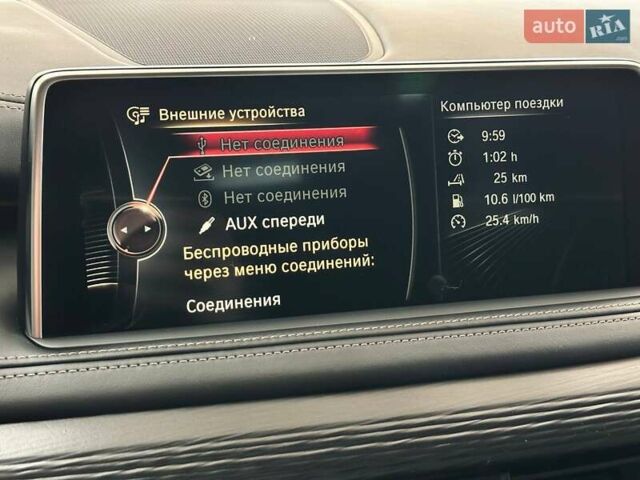 auto RIA .com
Внешние устройства
Нет соединения
Нет соединения
Нет соединения
AUX спереди
Беспроводные приборы
через меню соединений:
Соединения
Компьютер поездки
9:59
1:02 h
25 km
10.6 l/100 km
25.4 km/h